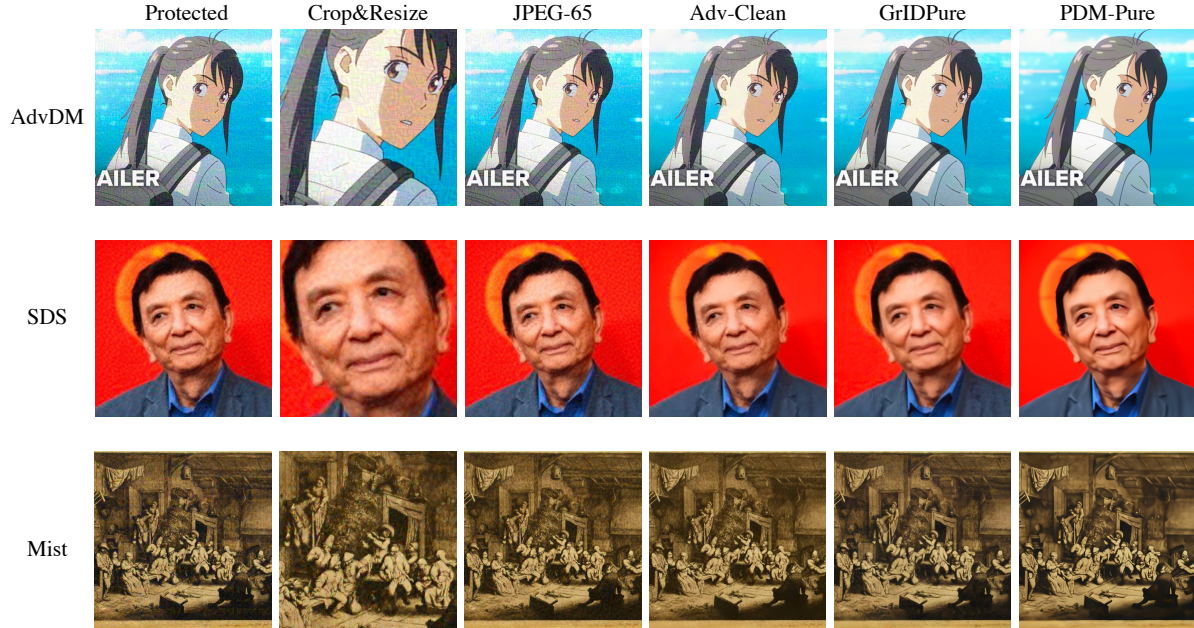 Protected Crop&Resize JPEG-65 Adv-Clean GrIDPure PDM-Pure
AdvDM
AILER AILER AILER AILER AILER
SDS
Mist